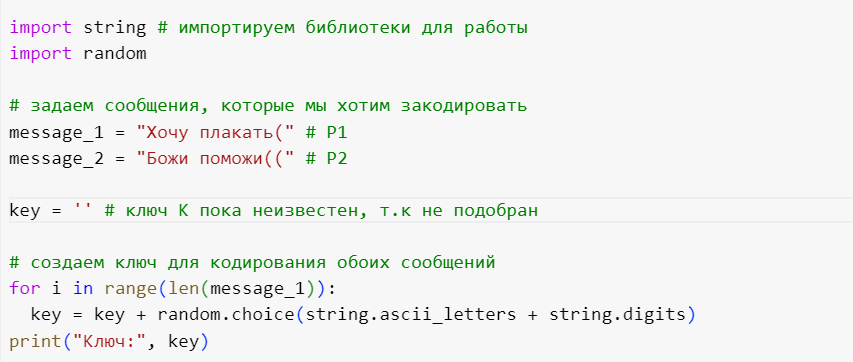 import string # импортируем библиотеки для работы
import random
# задаем сообщения, которые мы хотим закодировать
message_1 = "Хочу плакать(" # P1
message_2 = "Божи поможи((" # P2
key = '' # ключ К пока неизвестен, т.к не подобран
# создаем ключ для кодирования обоих сообщений
for i in range(len(message_1)):
  key = key + random.choice(string.ascii_letters + string.digits)
print("Ключ:", key)